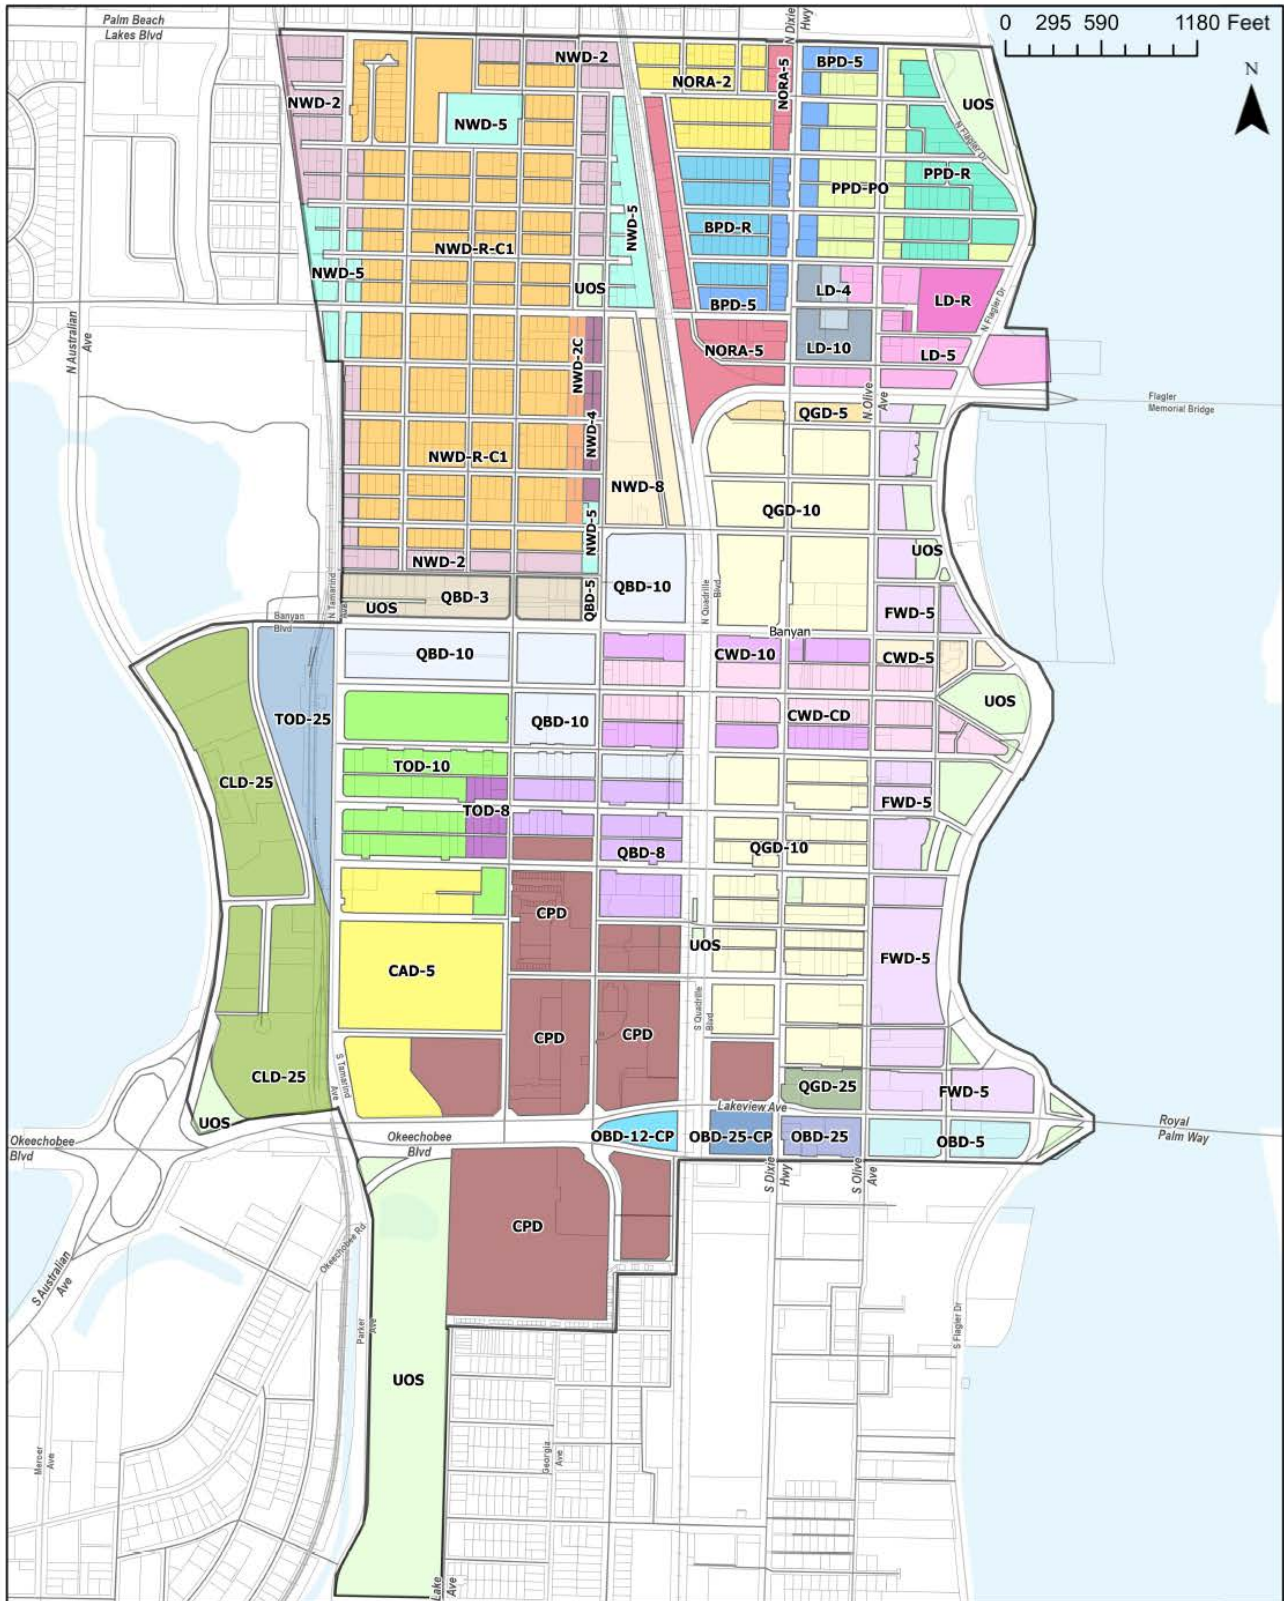 Palm Beach
Lakes Blvd
N Dixie
Hwy
0 295 590 1180 Feet
N
NWD-2
NORA-2
NORA-5
BPD-5
UOS
NWD-2
NWD-5
N Flagler Dr
PPD-R
PPD-PO
NWD-5
BPD-R
NWD-R-C1
NWD-5
UOS
LD-4
LD-R
BPD-5
N Flagler Dr
N Australian
Ave
NWD-2C
NORA-5
LD-10
LD-5
N Olive
Ave
Flagler
Memorial Bridge
QGD-5
NWD-4
NWD-R-C1
NWD-8
QGD-10
NWD-5
UOS
NWD-2
N Tamarind
Ave
QBD-3
UOS
QBD-5
QBD-10
N Quadrille
Blvd
FWD-5
Banyan
Blvd
Banyan
QBD-10
CWD-10
CWD-5
UOS
TOD-25
QBD-10
CWD-CD
CLD-25
TOD-10
FWD-5
TOD-8
QBD-8
QGD-10
CPD
UOS
FWD-5
CAD-5
S Quadrille
Blvd
CPD
CPD
S Tamarind
Ave
CLD-25
QGD-25
FWD-5
UOS
Lakeview Ave
Okeechobee
Blvd
Okeechobee
Blvd
OBD-12-CP
OBD-25-CP
OBD-25
OBD-5
Royal
Palm Way
S Dixie
Hwy
S Olive
Ave
CPD
Okeechobee Rd
S Australian
Ave
Parker
Ave
S Flagler Dr
UOS
Mercer
Ave
Georgia
Ave
Lake
Ave